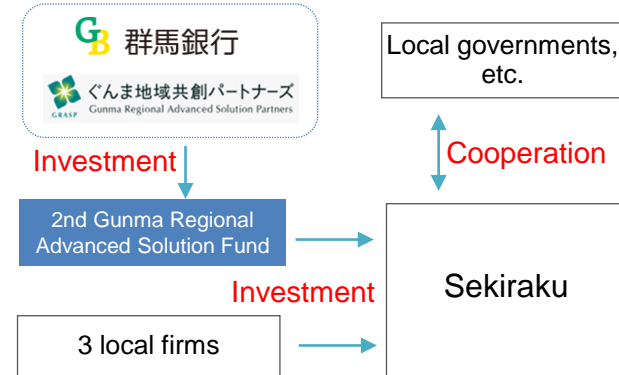 GB 群馬銀行
ぐんま地域共創パートナーズ
GRASP Gunma Regional Advanced Solution Partners
Local governments,
etc.
Investment
Cooperation
2nd Gunma Regional
Advanced Solution Fund
Investment
Sekiraku
3 local firms